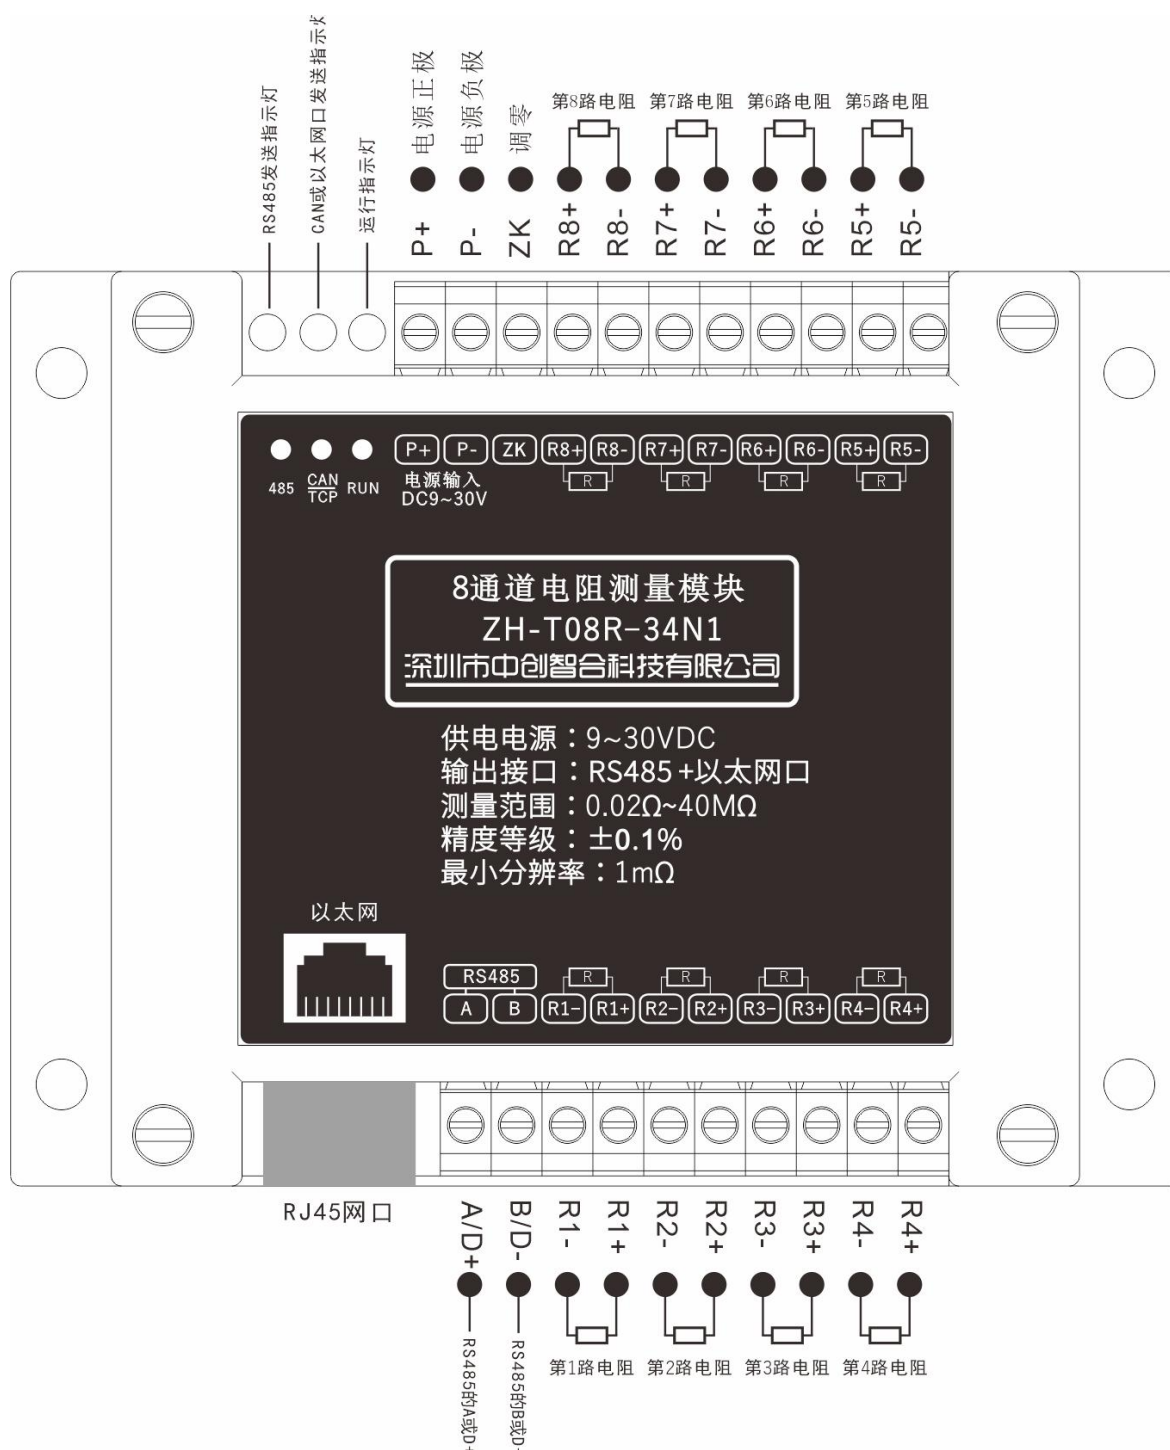 RS485发送指示灯
CAN或以太网口发送指示灯
运行指示灯
电源正极
电源负极
调零
第8路电阻
第7路电阻
第6路电阻
第5路电阻
P+
P-
ZK
R8+
R8-
R7+
R7-
R6+
R6-
R5+
R5-
485
CAN
TCP
RUN
P+
P-
ZK
R8+
R8-
R7+
R7-
R6+
R6-
R5+
R5-
R
R
R
R
电源输入
DC9~30V
8通道电阻测量模块
ZH-T08R-34N1
深圳市中创智合科技有限公司
供电电源：9~30VDC
输出接口：RS485+以太网口
测量范围：0.02Ω~40MΩ
精度等级：±0.1%
最小分辨率：1mΩ
以太网
RS485
R
R
R
R
A
B
R1-
R1+
R2-
R2+
R3-
R3+
R4-
R4+
RJ45网口
A/D+
B/D-
R1-
R1+
R2-
R2+
R3-
R3+
R4-
R4+
RS485的A或D+
RS485的B或D-
第1路电阻
第2路电阻
第3路电阻
第4路电阻